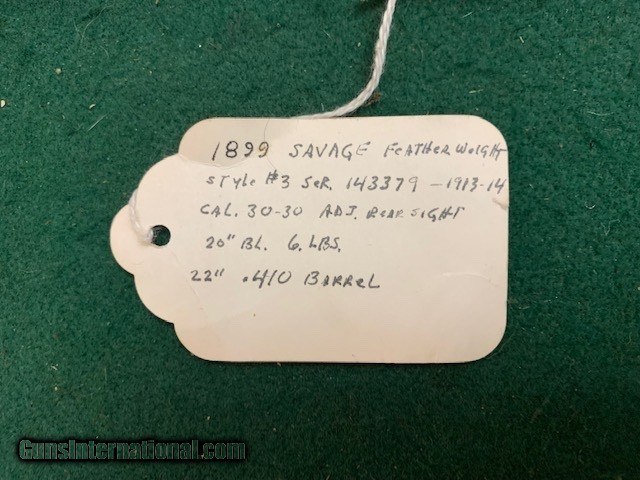 1899 SAVAGE FEATHERWEIGHT
STYLE #3 SER. 143379 - 1913-14
CAL. 30-30 ADJ. REAR SIGHT
20" BL. 6. LBS.
22" .410 BARREL
GunsInternational.com